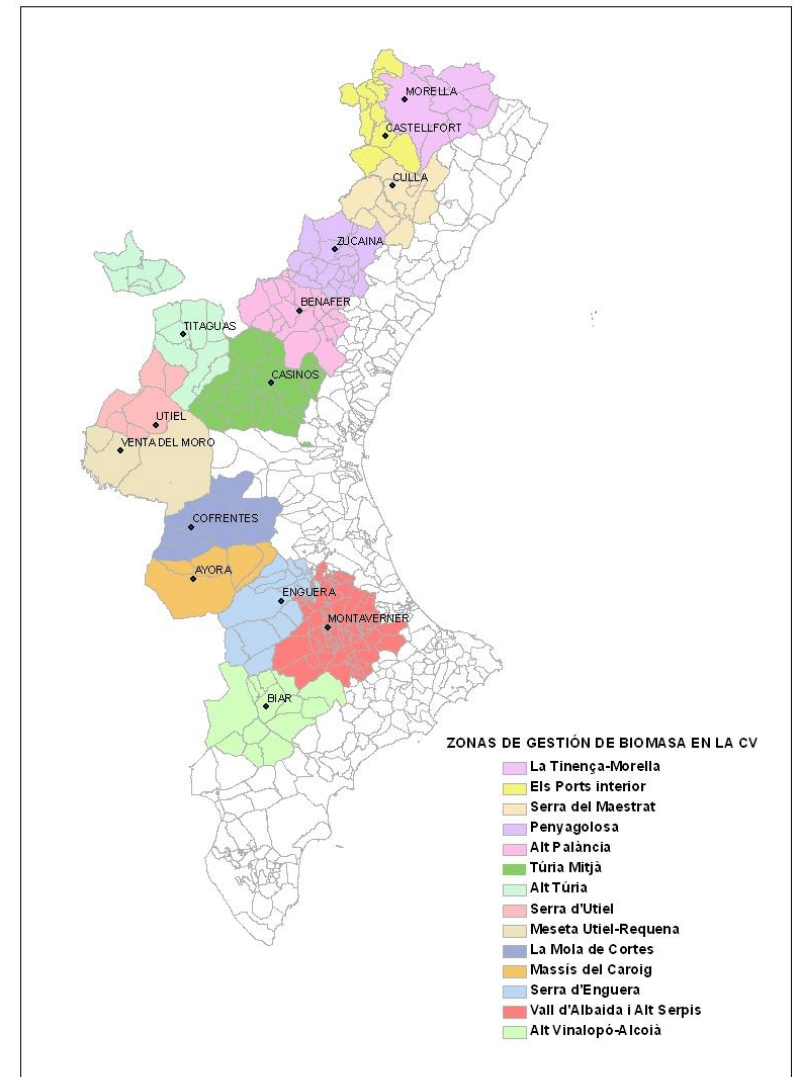 MORELLA
CASTELLFORT
CULLA
ZUCAINA
BENAFER
TITAGUAS
CASINOS
UTIEL
VENTA DEL MORO
COFRENTES
AYORA
ENGUERA
MONTAVERNER
BIAR
ZONAS DE GESTIÓN DE BIOMASA EN LA CV
La Tinença-Morella
Els Ports interior
Serra del Maestrat
Penyagolosa
Alt Palància
Túria Mitjà
Alt Túria
Serra d'Utiel
Meseta Utiel-Requena
La Mola de Cortes
Massís del Caroig
Serra d'Enguera
Vall d'Albaida i Alt Serpis
Alt Vinalopó-Alcoià